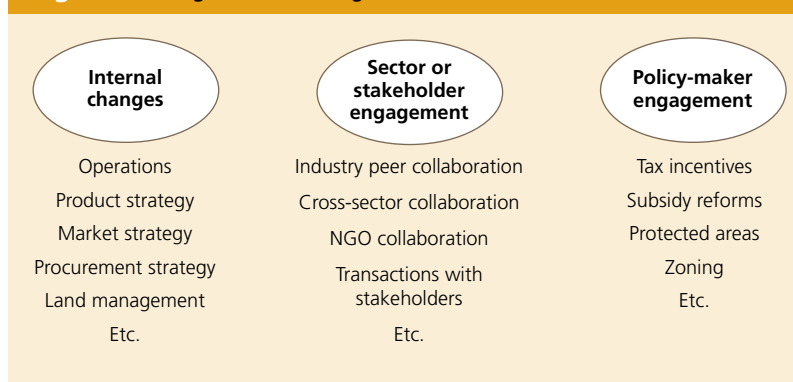 Internal
changes
Operations
Product strategy
Market strategy
Procurement strategy
Land management
Etc.
Sector or
stakeholder
engagement
Industry peer collaboration
Cross-sector collaboration
NGO collaboration
Transactions with
stakeholders
Etc.
Policy-maker
engagement
Tax incentives
Subsidy reforms
Protected areas
Zoning
Etc.